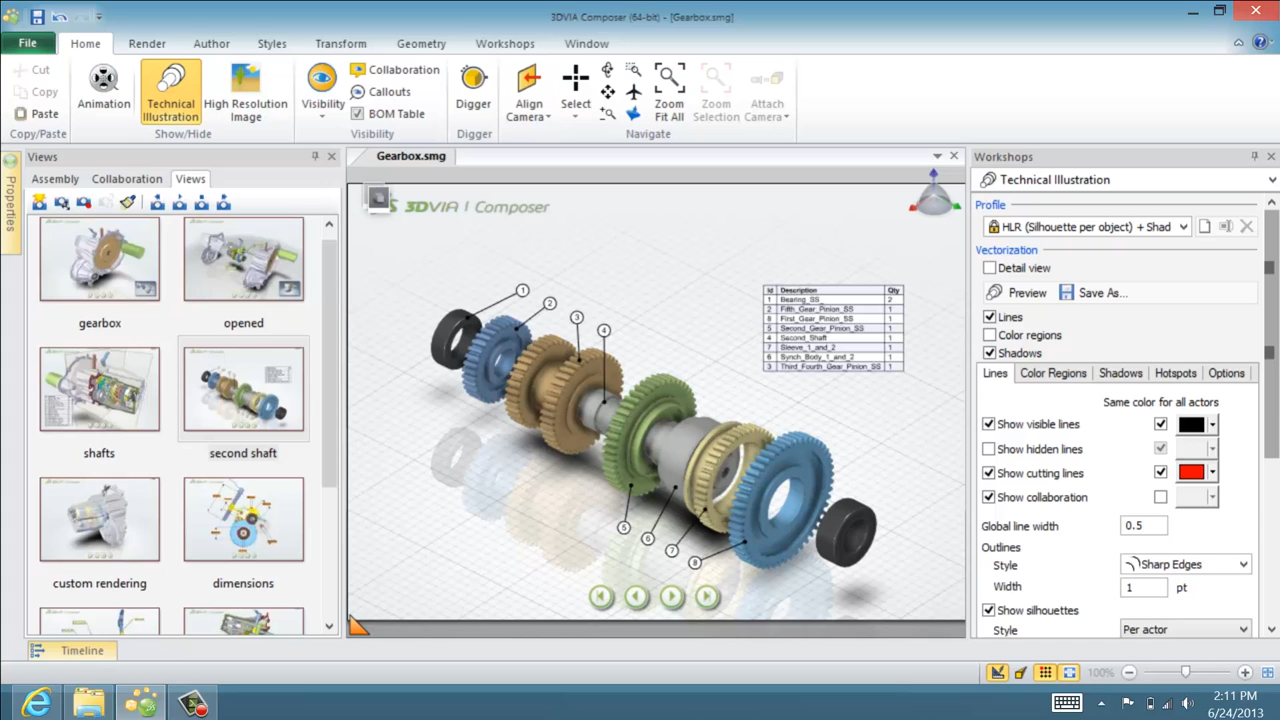 3DVIA Composer (64-bit) - [Gearbox.smg]
File Home Render Author Styles Transform Geometry Workshops Window
Cut
Copy
Paste
Copy/Paste
Animation
Technical Illustration
High Resolution Image
Show/Hide
Visibility
Collaboration
Callouts
BOM Table
Visibility
Digger
Digger
Align Camera
Select
Zoom Fit All
Zoom Selection
Attach Camera
Navigate
Properties
Views
Assembly Collaboration Views
gearbox opened
shafts second shaft
custom rendering dimensions
Timeline
Gearbox.smg
3DVIA | Composer
1
2
3
4
5
6
7
8
Id Description Qty
1 Bearing_SS 2
2 Fifth_Gear_Pinion_SS 1
8 First_Gear_Pinion_SS 1
5 Second_Gear_Pinion_SS 1
4 Second_Shaft 1
7 Sleeve_1_and_2 1
6 Synch_Body_1_and_2 1
3 Third_Fourth_Gear_Pinion_SS 1
Workshops
Technical Illustration
Profile
HLR (Silhouette per object) + Shad
Vectorization
Detail view
Preview Save As...
Lines
Color regions
Shadows
Lines Color Regions Shadows Hotspots Options
Same color for all actors
Show visible lines
Show hidden lines
Show cutting lines
Show collaboration
Global line width 0.5
Outlines
Style Sharp Edges
Width 1 pt
Show silhouettes
Style Per actor
100%
2:11 PM
6/24/2013